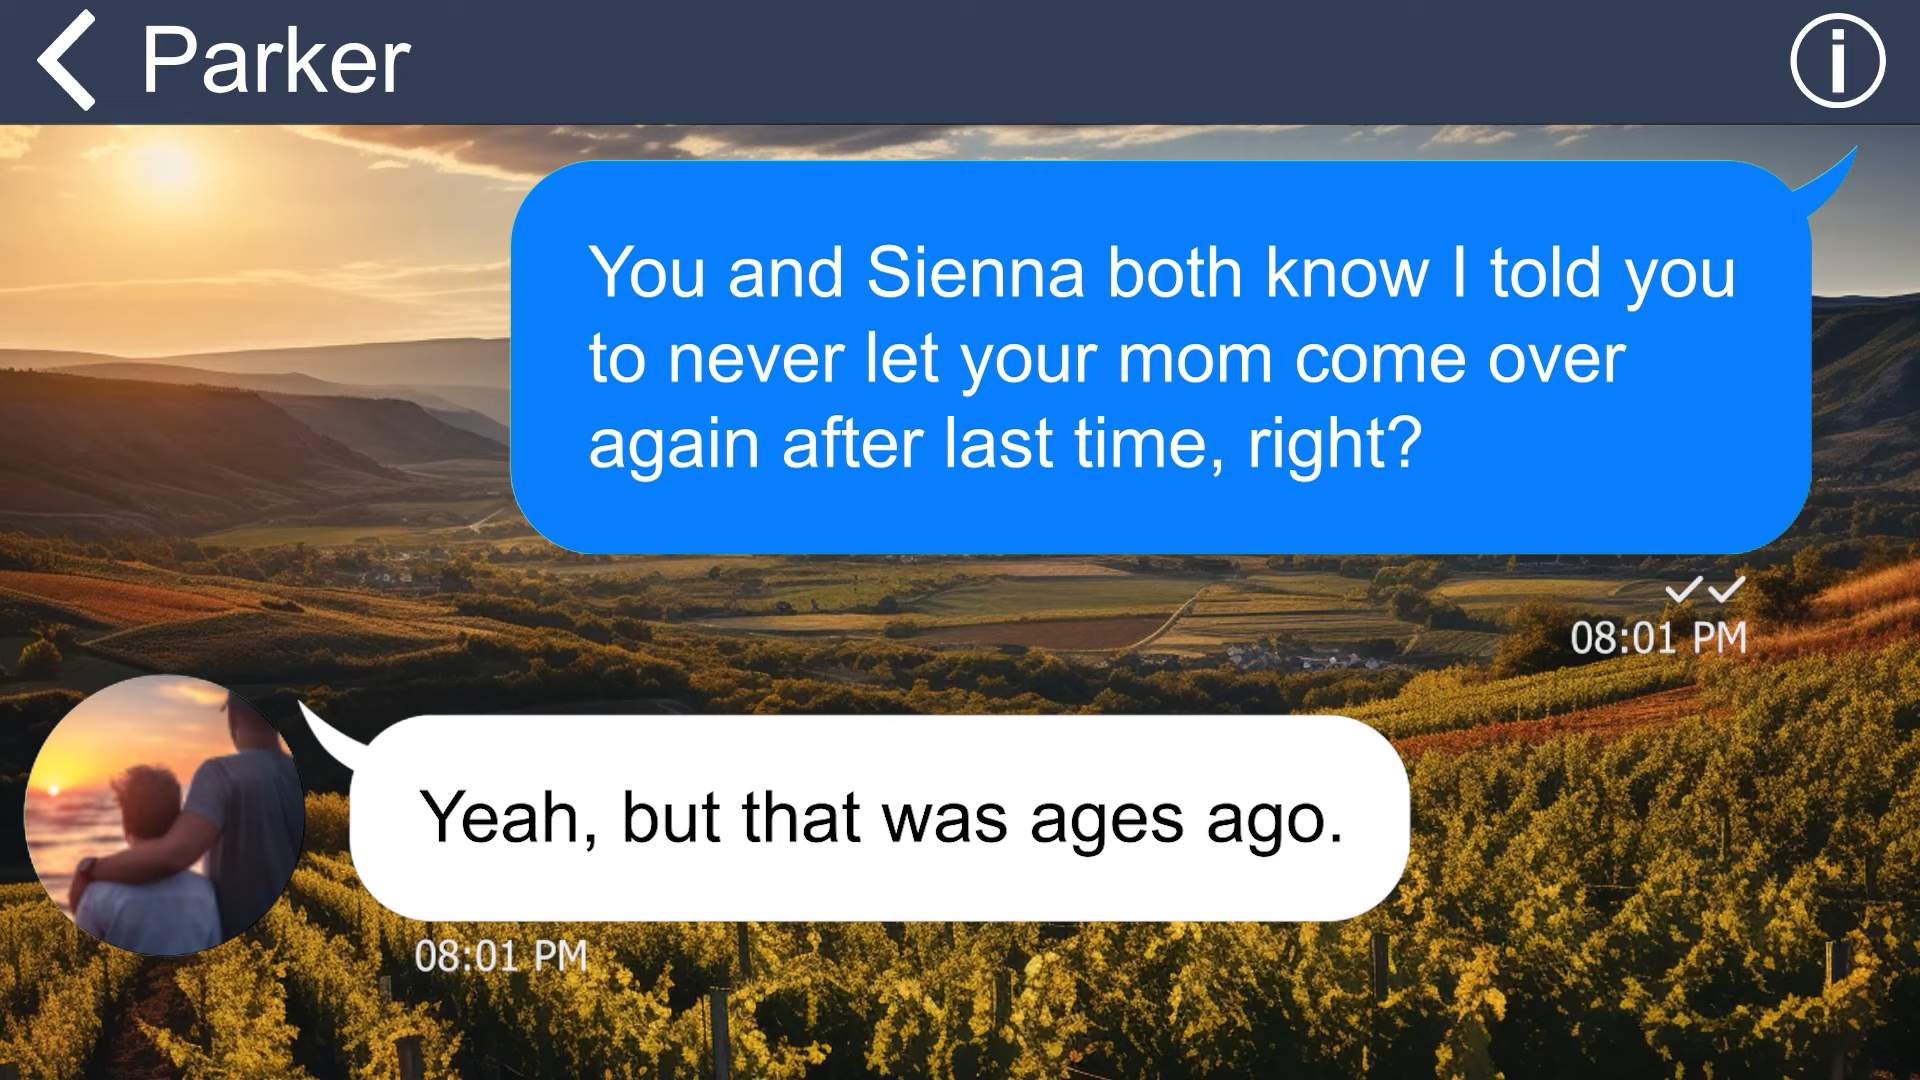 Parker
You and Sienna both know I told you
to never let your mom come over
again after last time, right?
08:01 PM
Yeah, but that was ages ago.
08:01 PM